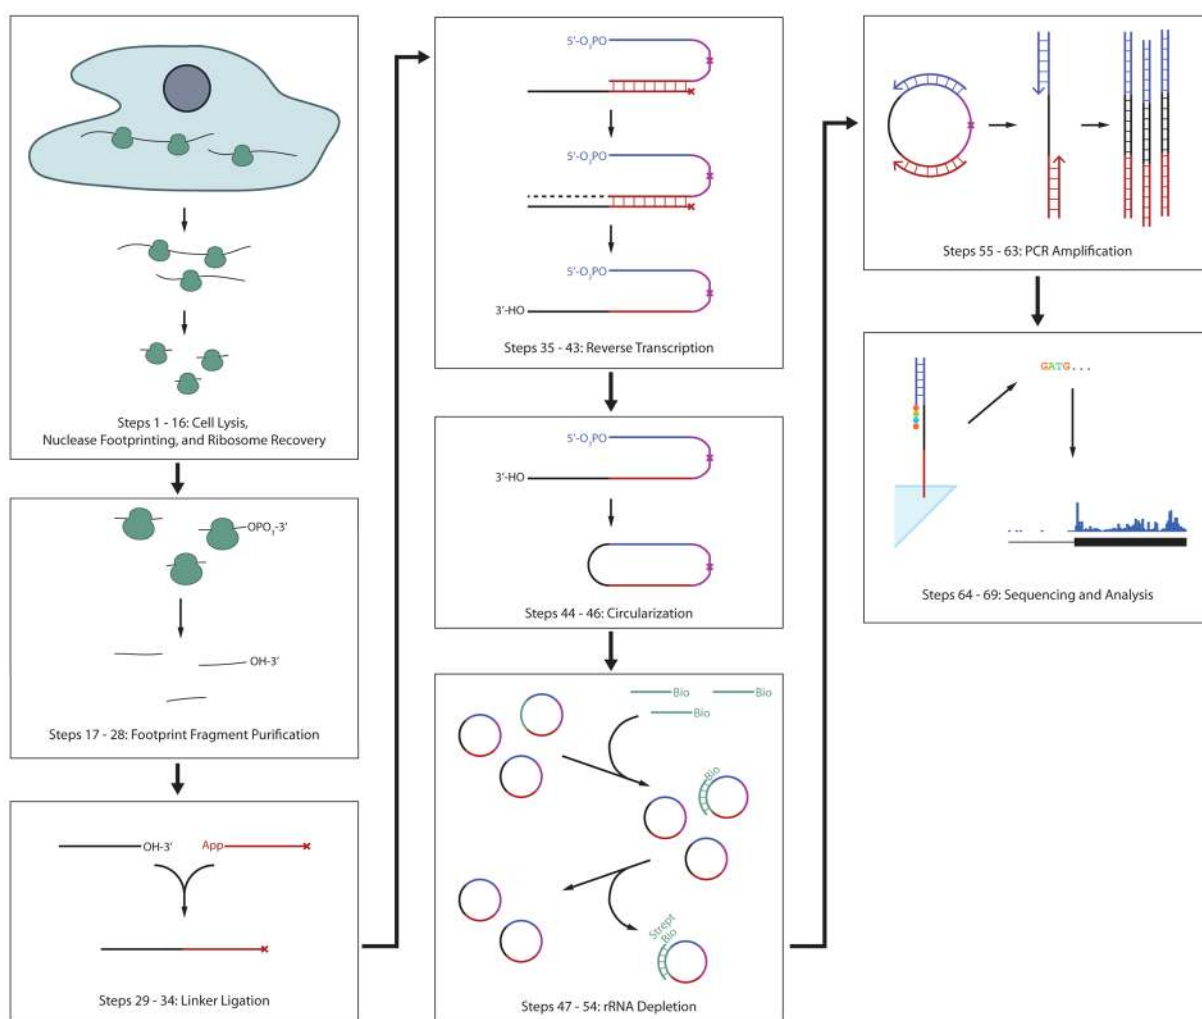 Steps 1 - 16: Cell Lysis,
Nuclease Footprinting, and Ribosome Recovery
OPO₃-3'
OH-3'
Steps 17 - 28: Footprint Fragment Purification
OH-3'
App
Steps 29 - 34: Linker Ligation
5'-O₃PO
5'-O₃PO
5'-O₃PO
3'-HO
Steps 35 - 43: Reverse Transcription
5'-O₃PO
3'-HO
Steps 44 - 46: Circularization
Bio
Bio
Bio
Bio
Strept
Bio
Steps 47 - 54: rRNA Depletion
Steps 55 - 63: PCR Amplification
GATG...
Steps 64 - 69: Sequencing and Analysis